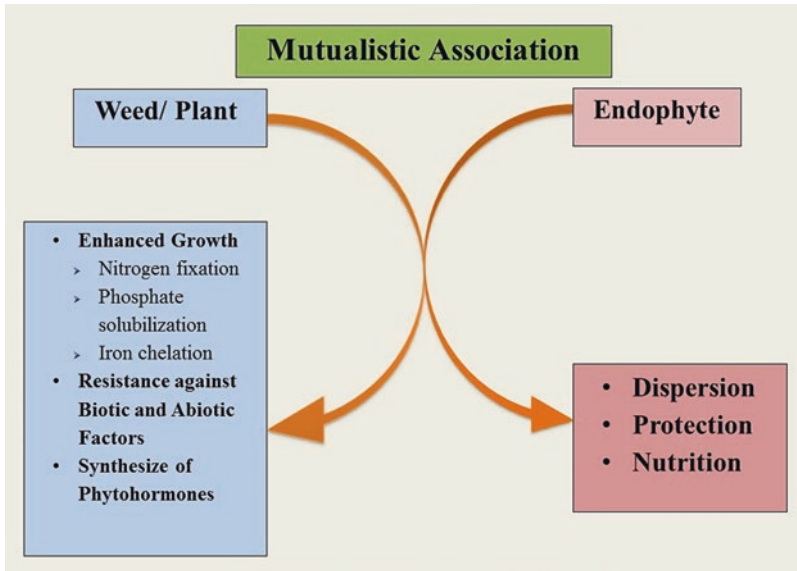 Mutualistic Association
Weed/ Plant
Endophyte
• Enhanced Growth
➢ Nitrogen fixation
➢ Phosphate
solubilization
➢ Iron chelation
• Resistance against
Biotic and Abiotic
Factors
• Synthesize of
Phytohormones
• Dispersion
• Protection
• Nutrition